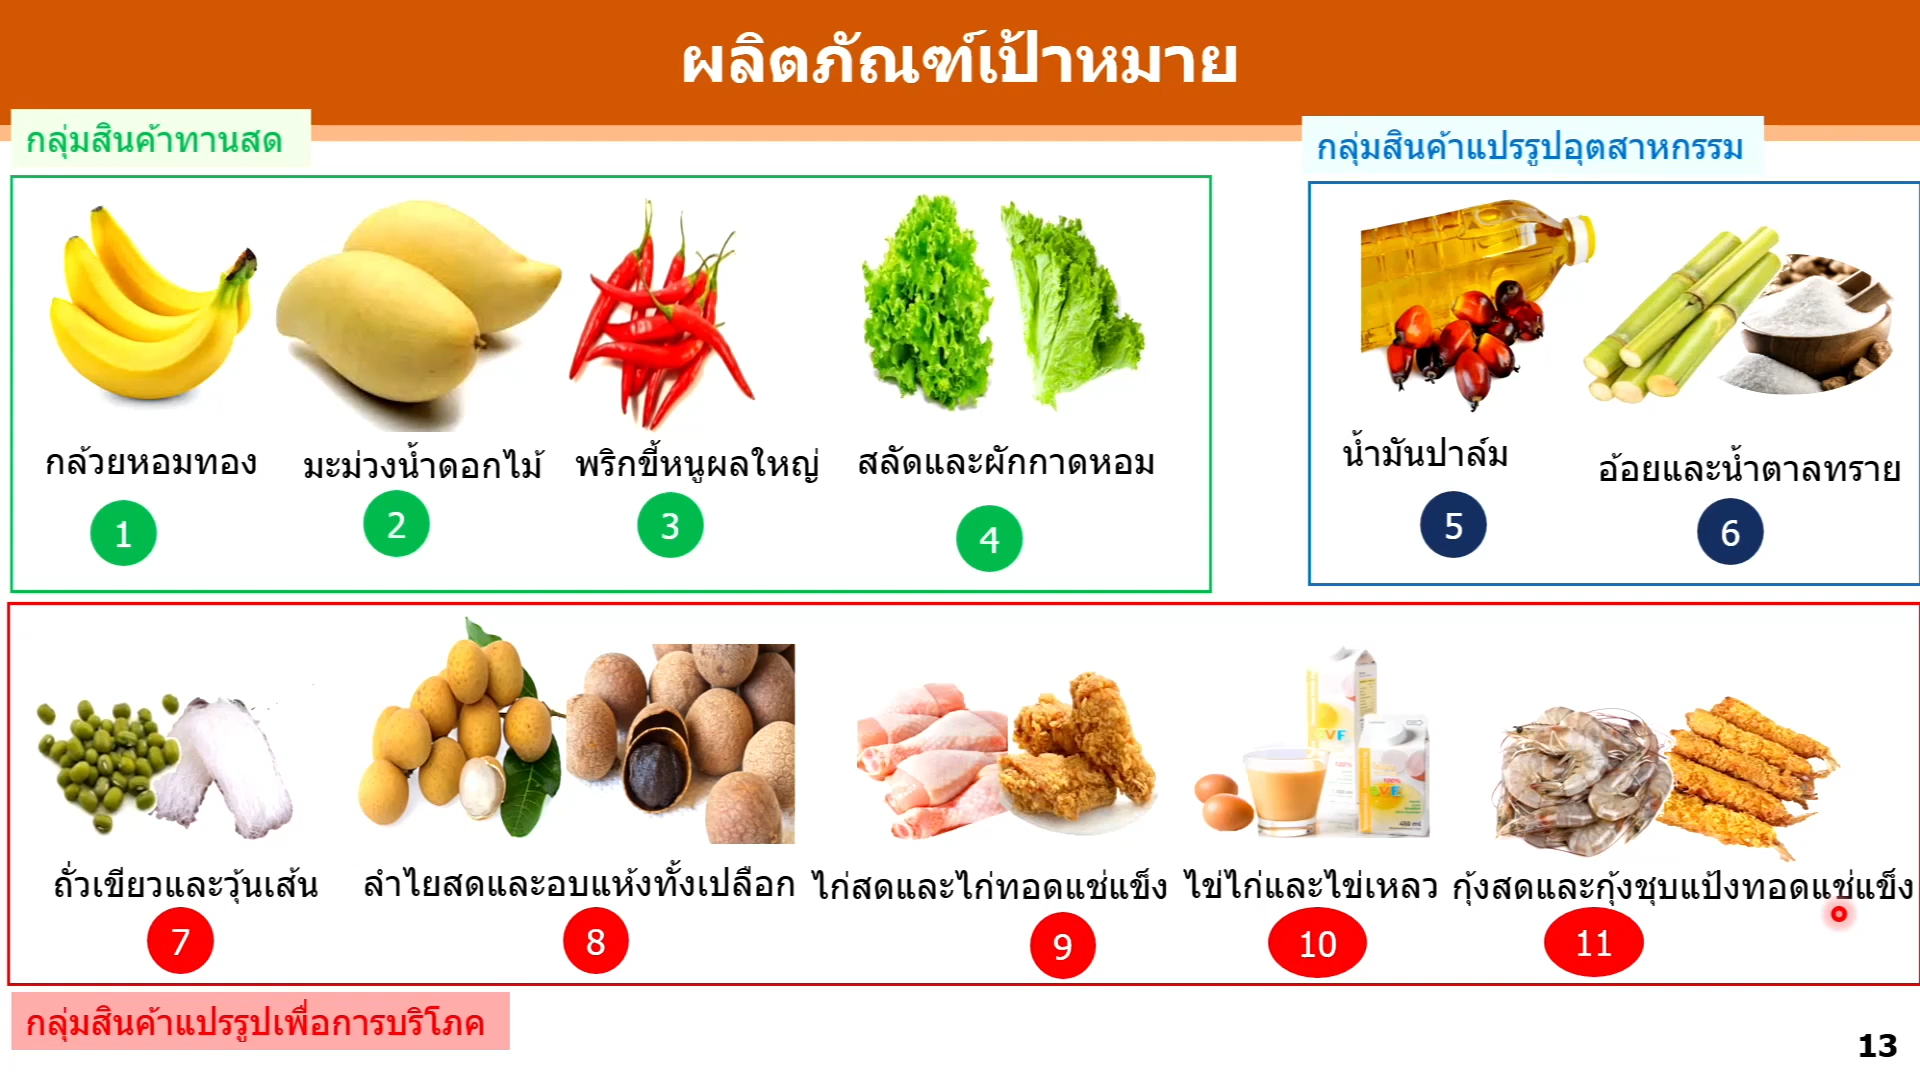 ผลิตภัณฑ์เป้าหมาย
กลุ่มสินค้าทานสด
กล้วยหอมทอง
มะม่วงน้ำดอกไม้
พริกขี้หนูผลใหญ่
สลัดและผักกาดหอม
1
2
3
4
กลุ่มสินค้าแปรรูปอุตสาหกรรม
น้ำมันปาล์ม
อ้อยและน้ำตาลทราย
5
6
ถั่วเขียวและวุ้นเส้น
ลำไยสดและอบแห้งทั้งเปลือก
ไก่สดและไก่ทอดแช่แข็ง
ไข่ไก่และไข่เหลว
กุ้งสดและกุ้งชุบแป้งทอดแช่แข็ง
7
8
9
10
11
กลุ่มสินค้าแปรรูปเพื่อการบริโภค
13